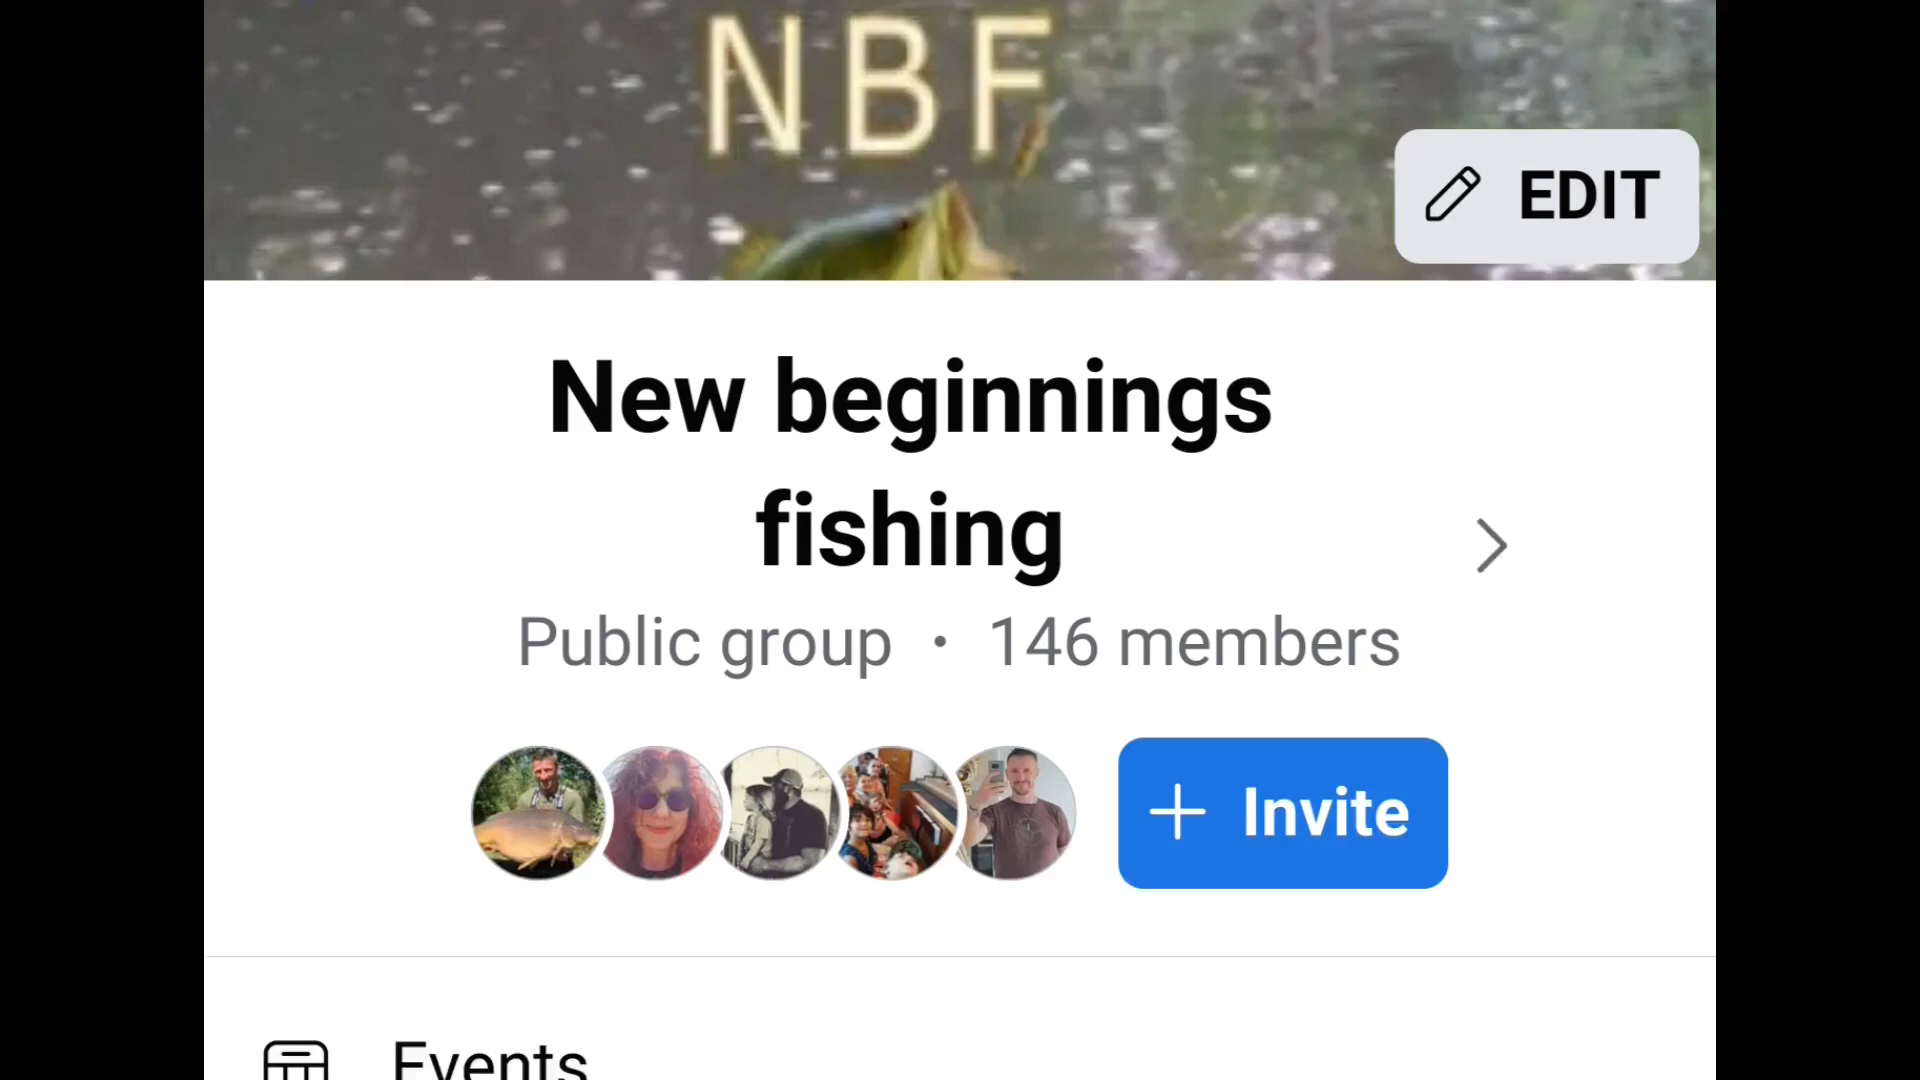 NBF
EDIT
New beginnings
fishing
Public group · 146 members
+ Invite
Events